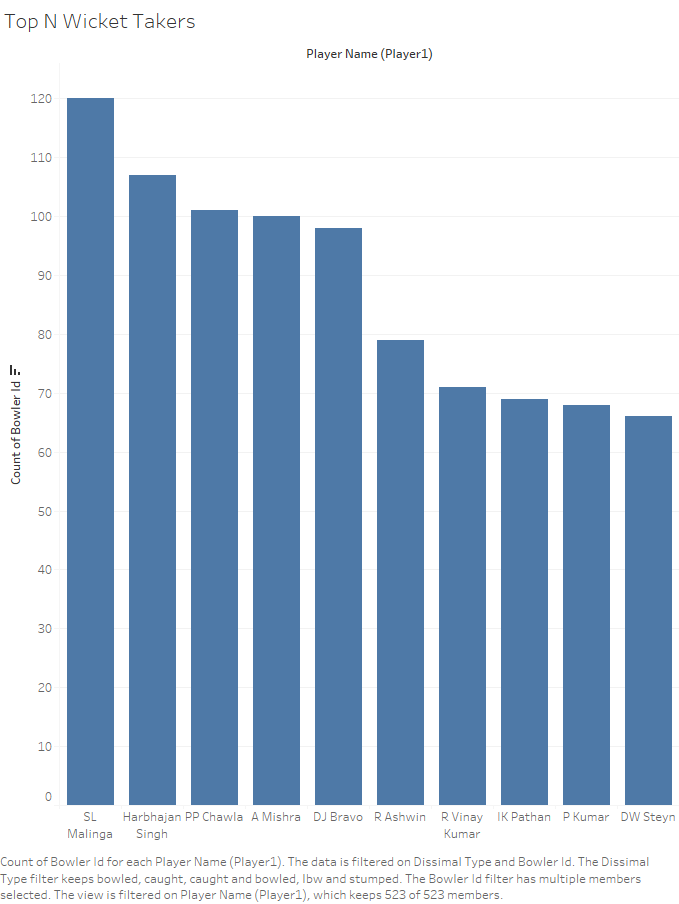 Top N Wicket Takers
Player Name (Player1)
120
110
100
90
80
70
60
50
40
30
20
10
0
Count of Bowler Id
SL
Malinga
Harbhajan
Singh
PP Chawla
A Mishra
DJ Bravo
R Ashwin
R Vinay
Kumar
IK Pathan
P Kumar
DW Steyn
Count of Bowler Id for each Player Name (Player1). The data is filtered on Dissimal Type and Bowler Id. The Dissimal
Type filter keeps bowled, caught, caught and bowled, lbw and stumped. The Bowler Id filter has multiple members
selected. The view is filtered on Player Name (Player1), which keeps 523 of 523 members.